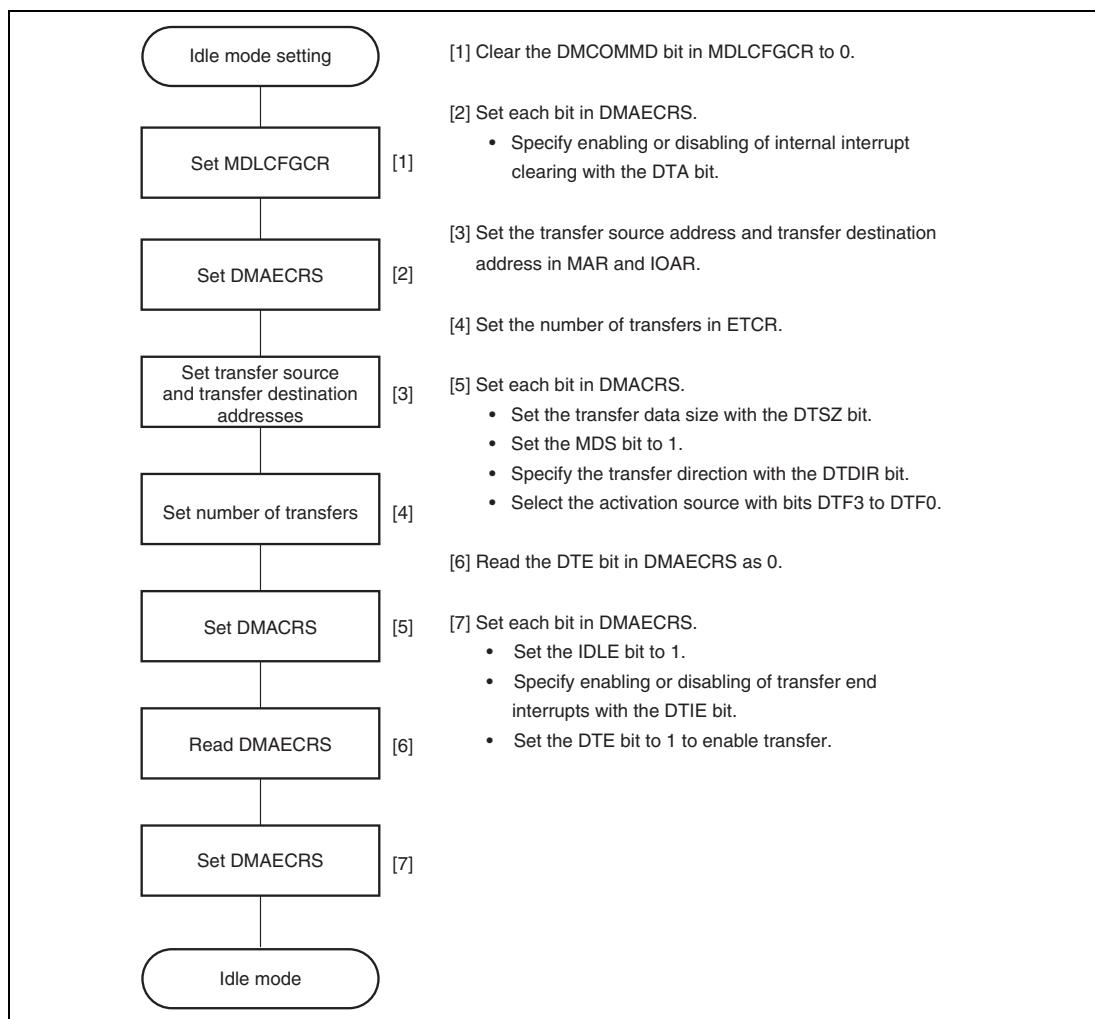 Idle mode setting
Set MDLCFGCR
[1]
Set DMAECRS
[2]
Set transfer source
and transfer destination
addresses
[3]
Set number of transfers
[4]
Set DMACRS
[5]
Read DMAECRS
[6]
Set DMAECRS
[7]
Idle mode
[1] Clear the DMCOMMD bit in MDLCFGCR to 0.
[2] Set each bit in DMAECRS.
• Specify enabling or disabling of internal interrupt
clearing with the DTA bit.
[3] Set the transfer source address and transfer destination
address in MAR and IOAR.
[4] Set the number of transfers in ETCR.
[5] Set each bit in DMACRS.
• Set the transfer data size with the DTSZ bit.
• Set the MDS bit to 1.
• Specify the transfer direction with the DTDIR bit.
• Select the activation source with bits DTF3 to DTF0.
[6] Read the DTE bit in DMAECRS as 0.
[7] Set each bit in DMAECRS.
• Set the IDLE bit to 1.
• Specify enabling or disabling of transfer end
interrupts with the DTIE bit.
• Set the DTE bit to 1 to enable transfer.